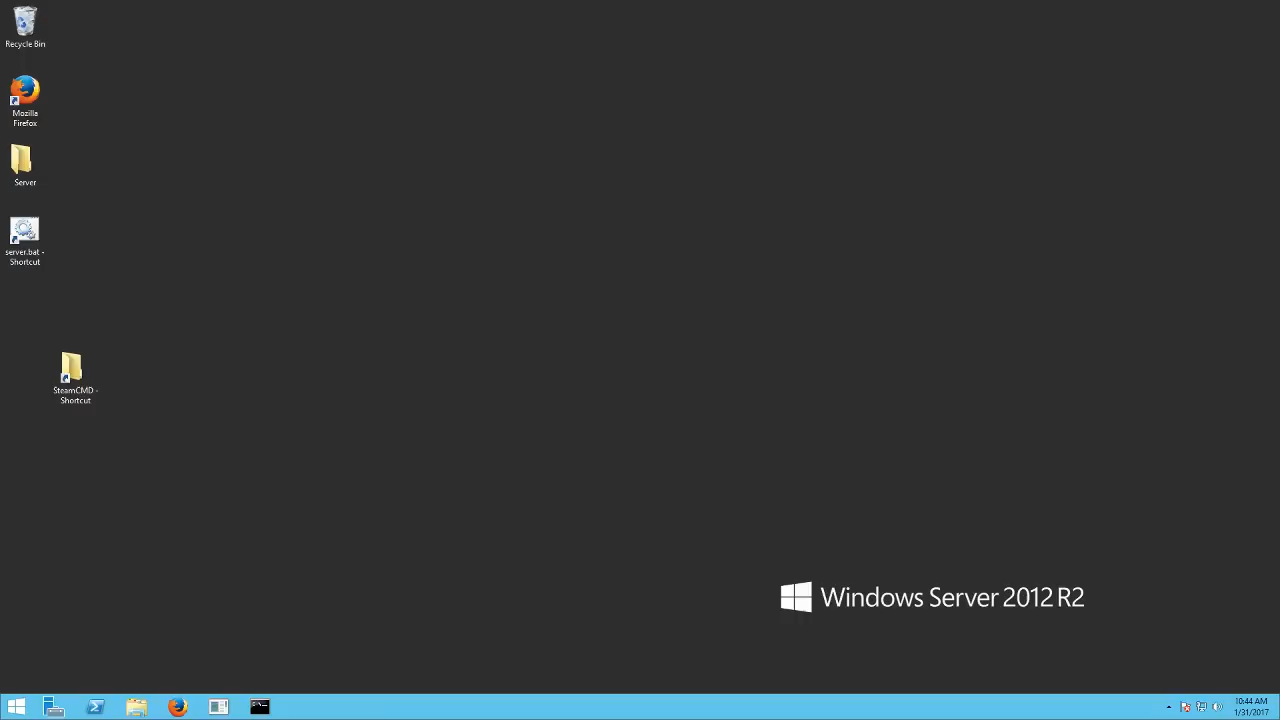 Recycle Bin
Mozilla
Firefox
Server
server.bat -
Shortcut
SteamCMD -
Shortcut
Windows Server 2012 R2
10:44 AM
1/31/2017